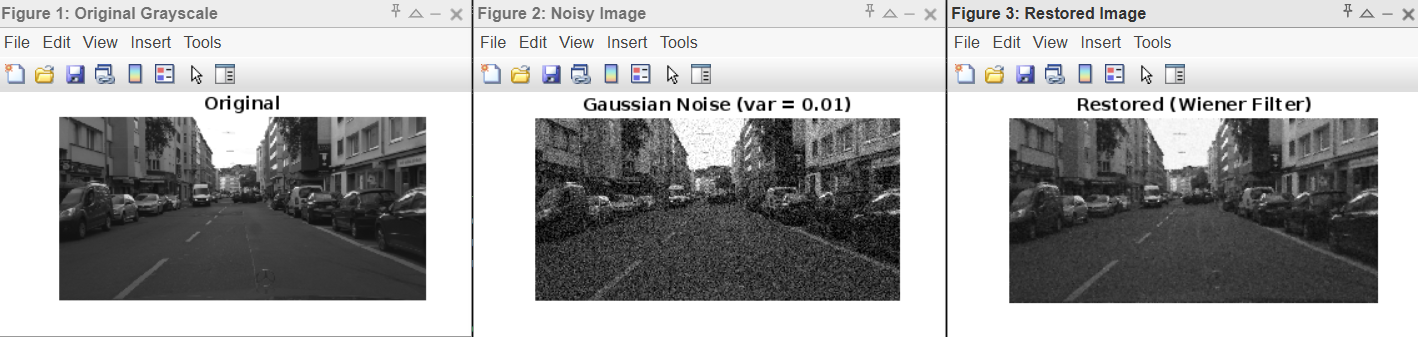 Figure 1: Original Grayscale
File Edit View Insert Tools
Original
Figure 2: Noisy Image
File Edit View Insert Tools
Gaussian Noise (var = 0.01)
Figure 3: Restored Image
File Edit View Insert Tools
Restored (Wiener Filter)